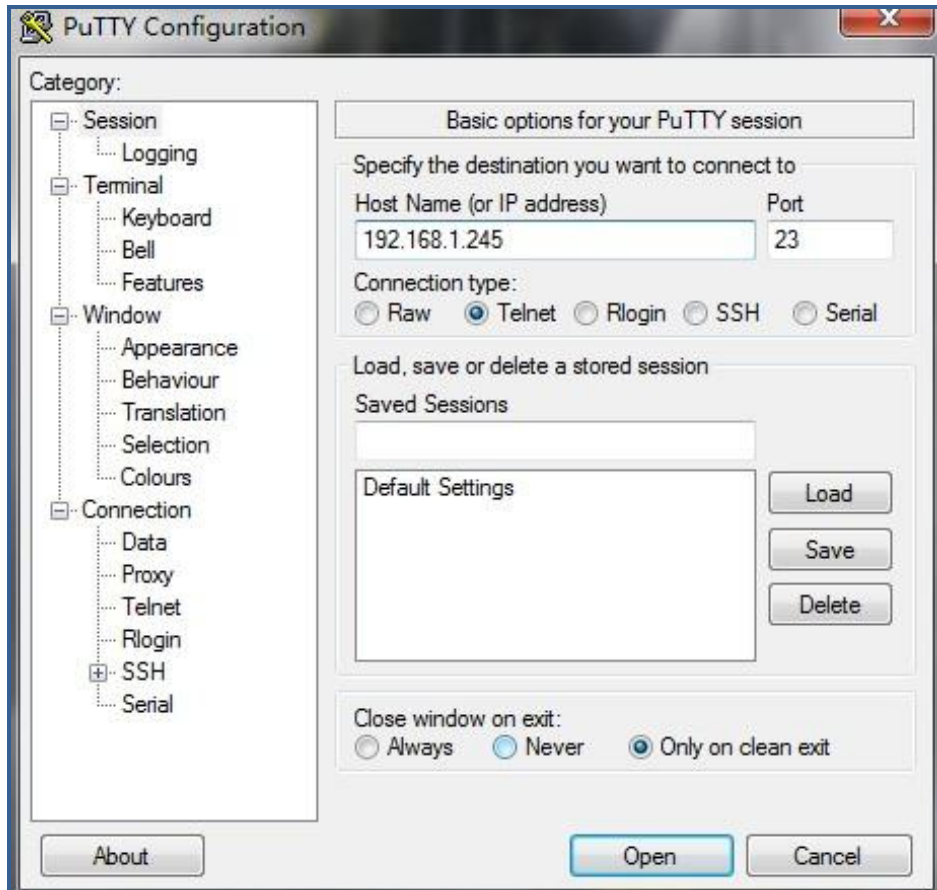 PuTTY Configuration
Category:
Session
Logging
Terminal
Keyboard
Bell
Features
Window
Appearance
Behaviour
Translation
Selection
Colours
Connection
Data
Proxy
Telnet
Rlogin
SSH
Serial
Basic options for your PuTTY session
Specify the destination you want to connect to
Host Name (or IP address) Port
192.168.1.245 23
Connection type:
Raw Telnet Rlogin SSH Serial
Load, save or delete a stored session
Saved Sessions
Default Settings
Load
Save
Delete
Close window on exit:
Always Never Only on clean exit
About Open Cancel